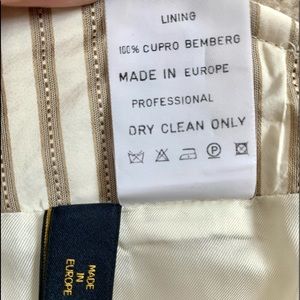 LINING
100% CUPRO BEMBERG
MADE IN EUROPE
PROFESSIONAL
DRY CLEAN ONLY
P
MADE
IN
EUROPE